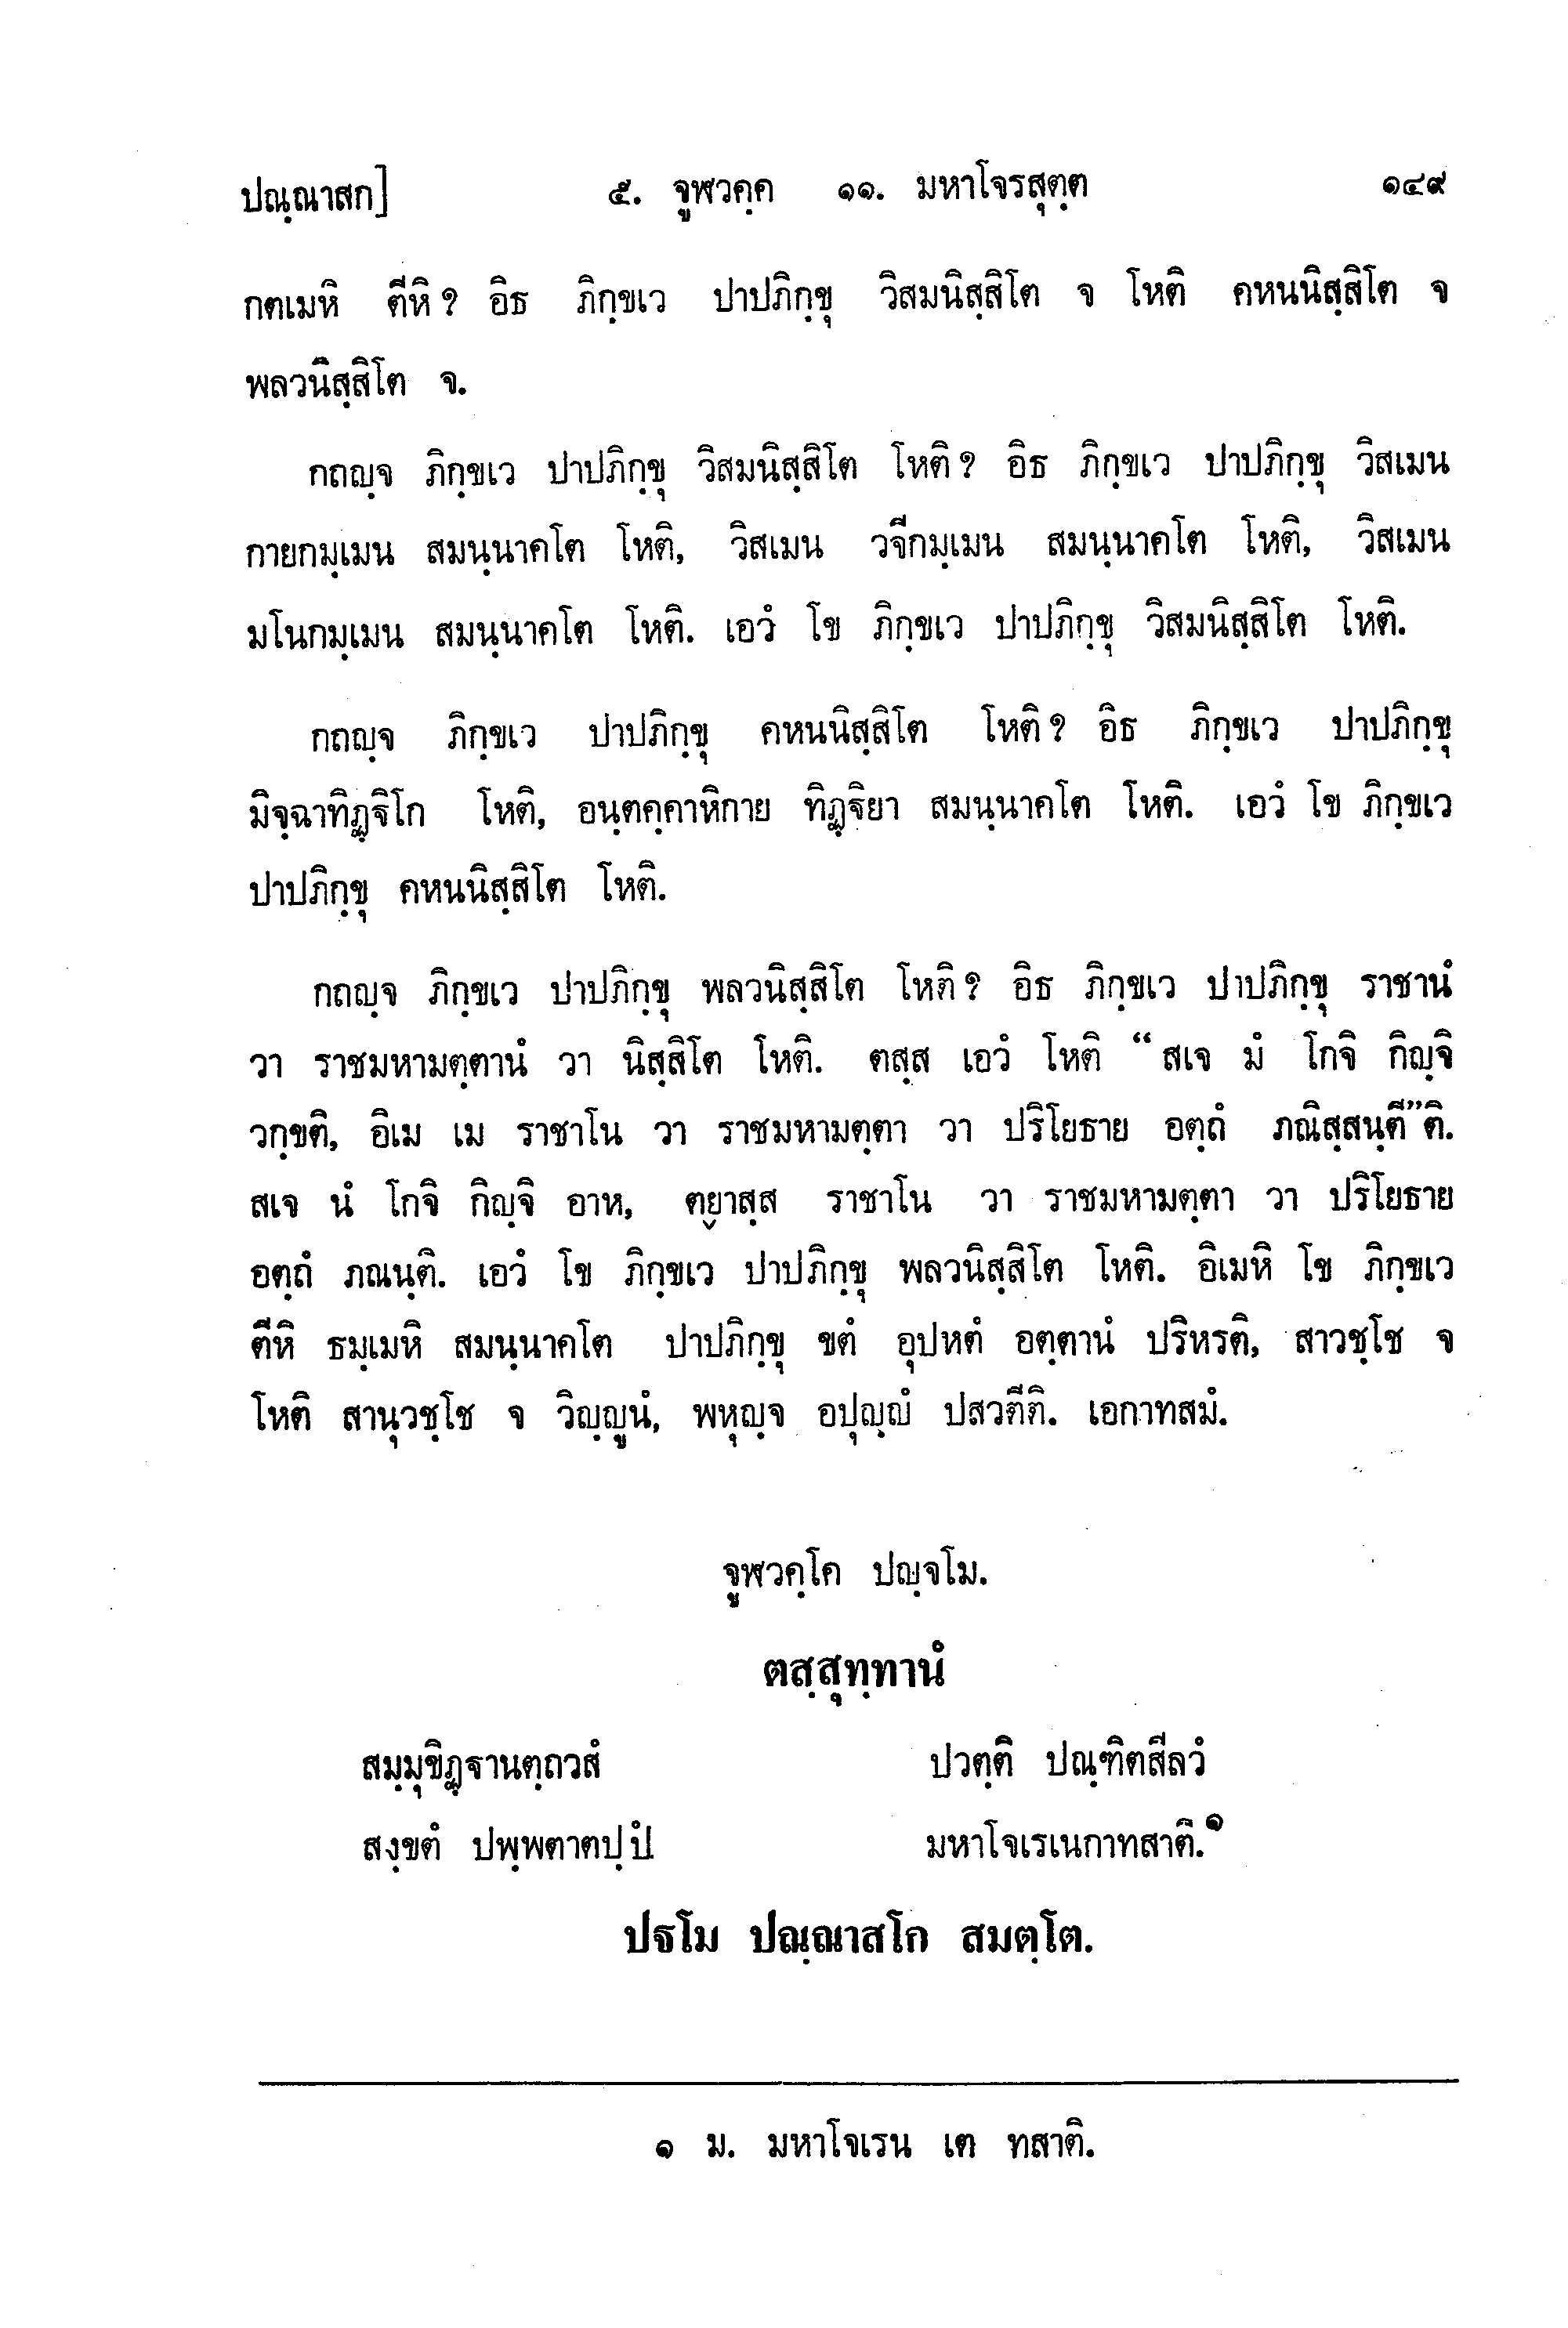 ปณฺณาสก] ๕. จูฬวคฺค ๑๑. มหาโจรสุตฺต ๑๔๙
กตเมหิ ตีหิ? อิธ ภิกฺขเว ปาปภิกฺขุ วิสมนิสฺสิโต จ โหติ คหนนิสฺสิโต จ
พลวนิสฺสิโต จ.
กถญฺจ ภิกฺขเว ปาปภิกฺขุ วิสมนิสฺสิโต โหติ? อิธ ภิกฺขเว ปาปภิกฺขุ วิสเมน
กายกมฺเมน สมนฺนาคโต โหติ, วิสเมน วจีกมฺเมน สมนฺนาคโต โหติ, วิสเมน
มโนกมฺเมน สมนฺนาคโต โหติ. เอวํ โข ภิกฺขเว ปาปภิกฺขุ วิสมนิสฺสิโต โหติ.
กถญฺจ ภิกฺขเว ปาปภิกฺขุ คหนนิสฺสิโต โหติ? อิธ ภิกฺขเว ปาปภิกฺขุ
มิจฺฉาทิฏฺฐิโก โหติ, อนฺตคฺคาหิกาย ทิฏฺฐิยา สมนฺนาคโต โหติ. เอวํ โข ภิกฺขเว
ปาปภิกฺขุ คหนนิสฺสิโต โหติ.
กถญฺจ ภิกฺขเว ปาปภิกฺขุ พลวนิสฺสิโต โหติ? อิธ ภิกฺขเว ปาปภิกฺขุ ราชานํ
วา ราชมหามตฺตานํ วา นิสฺสิโต โหติ. ตสฺส เอวํ โหติ “สเจ มํ โกจิ กิญฺจิ
วกฺขติ, อิเม เม ราชาโน วา ราชมหามตฺตา วา ปริโยธาย อตฺถํ ภณิสฺสนฺตี”ติ.
สเจ นํ โกจิ กิญฺจิ อาห, ตฺยาสฺส ราชาโน วา ราชมหามตฺตา วา ปริโยธาย
อตฺถํ ภณนฺติ. เอวํ โข ภิกฺขเว ปาปภิกฺขุ พลวนิสฺสิโต โหติ. อิเมหิ โข ภิกฺขเว
ตีหิ ธมฺเมหิ สมนฺนาคโต ปาปภิกฺขุ ขตํ อุปหตํ อตฺตานํ ปริหรติ, สาวชฺโช จ
โหติ สานุวชฺโช จ วิญฺญูนํ, พหุญฺจ อปุญฺญํ ปสวตีติ. เอกาทสมํ.
จูฬวคฺโค ปญฺจโม.
ตสฺสุทฺทานํ
สมฺมุขิฏฺฐานตฺถวสํ ปวตฺติ ปณฺฑิตสีลวํ
สงฺขตํ ปพฺพตาตปฺปํ มหาโจเรเนกาทสาติ.๑
ปฐโม ปณฺณาสโก สมตฺโต.
๑ ม. มหาโจเรน เต ทสาติ.